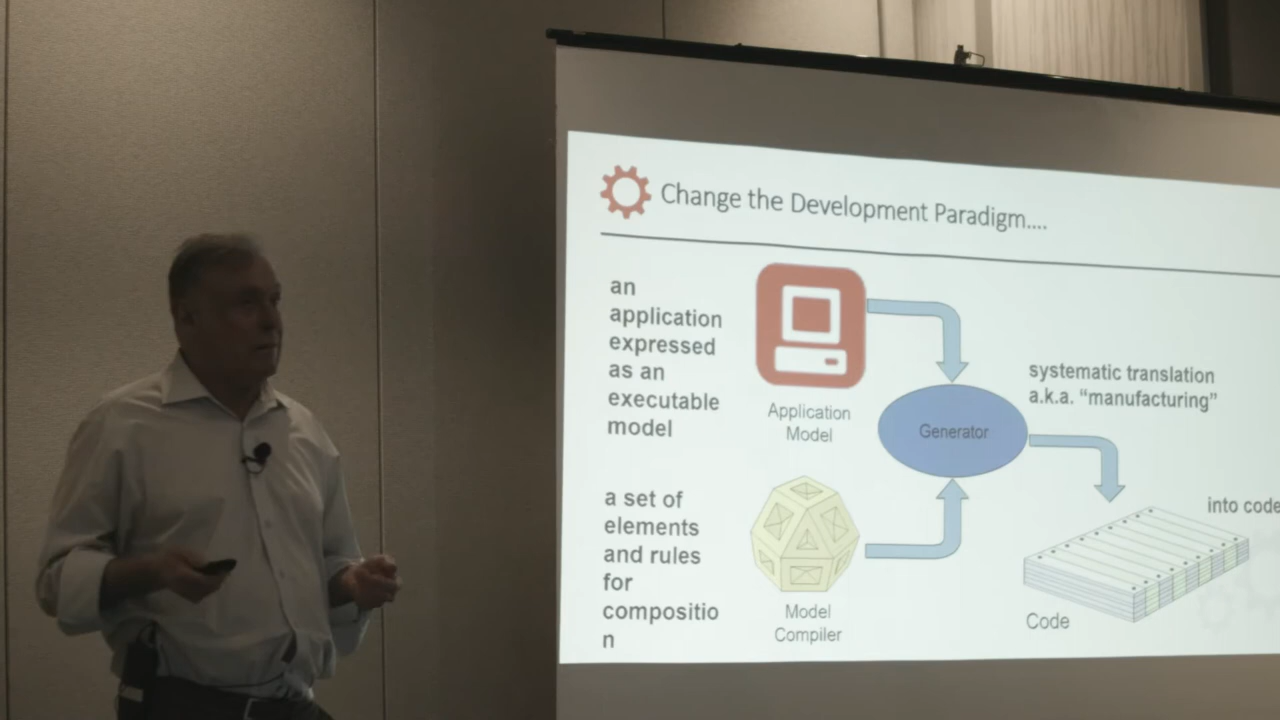 Change the Development Paradigm....
an
application
expressed
as an
executable
model
Application
Model
Generator
systematic translation
a.k.a. “manufacturing”
into code
a set of
elements
and rules
for
compositio
n
Model
Compiler
Code